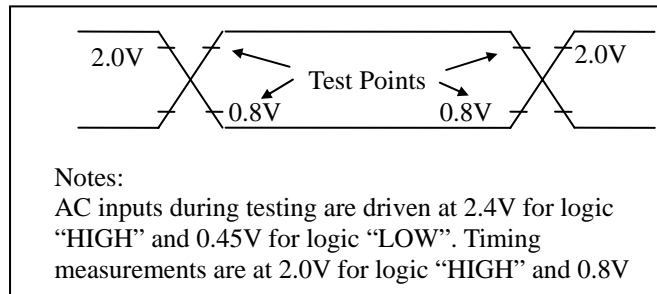 2.0V 2.0V
Test Points
0.8V 0.8V
Notes:
AC inputs during testing are driven at 2.4V for logic
“HIGH” and 0.45V for logic “LOW”. Timing
measurements are at 2.0V for logic “HIGH” and 0.8V